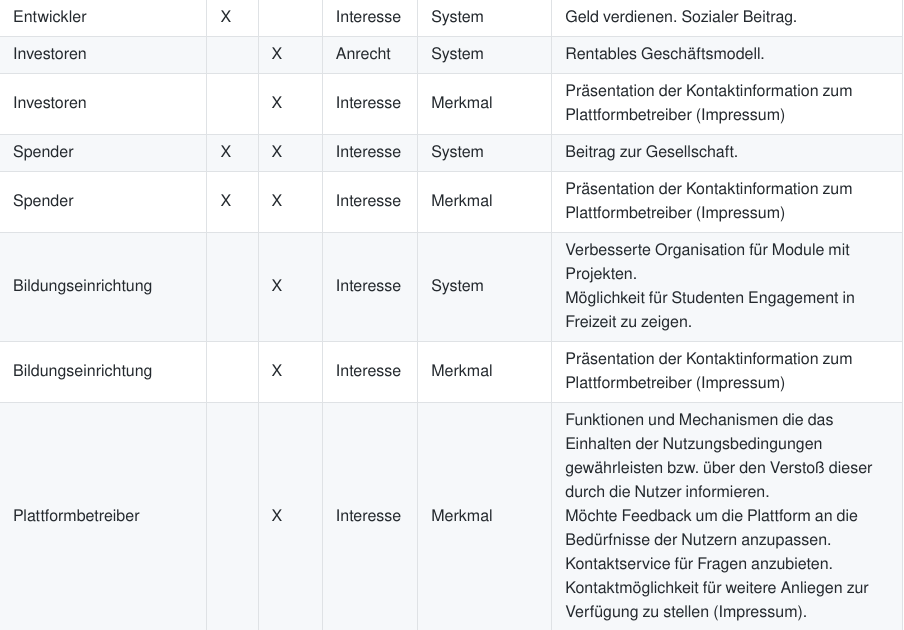 Entwickler X Interesse System Geld verdienen. Sozialer Beitrag.
Investoren X Anrecht System Rentables Geschäftsmodell.
Investoren X Interesse Merkmal Präsentation der Kontaktinformation zum
Plattformbetreiber (Impressum)
Spender X X Interesse System Beitrag zur Gesellschaft.
Spender X X Interesse Merkmal Präsentation der Kontaktinformation zum
Plattformbetreiber (Impressum)
Bildungseinrichtung X Interesse System Verbesserte Organisation für Module mit
Projekten.
Möglichkeit für Studenten Engagement in
Freizeit zu zeigen.
Bildungseinrichtung X Interesse Merkmal Präsentation der Kontaktinformation zum
Plattformbetreiber (Impressum)
Plattformbetreiber X Interesse Merkmal Funktionen und Mechanismen die das
Einhalten der Nutzungsbedingungen
gewährleisten bzw. über den Verstoß dieser
durch die Nutzer informieren.
Möchte Feedback um die Plattform an die
Bedürfnisse der Nutzern anzupassen.
Kontaktservice für Fragen anzubieten.
Kontaktmöglichkeit für weitere Anliegen zur
Verfügung zu stellen (Impressum).